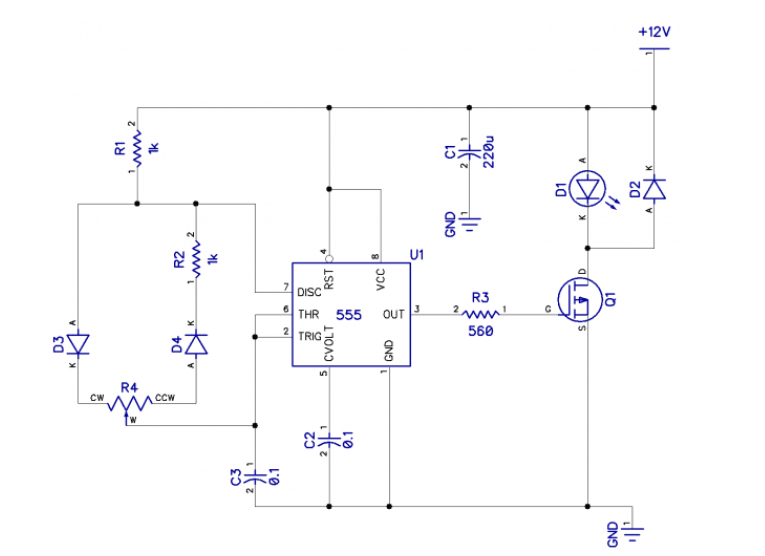 +12V
1
2
R1
1k
1
C1
1
2
220u
GND
1
A
D1
K
K
D2
A
2
R2
1k
1
4
8
U1
RST
VCC
7
DISC
6
THR
2
TRIG
555
OUT
3
CVOLT
GND
5
1
R3
2
1
560
G
D
S
Q1
A
D3
K
K
D4
A
R4
CW
CCW
W
C2
1
2
0.1
C3
1
2
0.1
GND
1